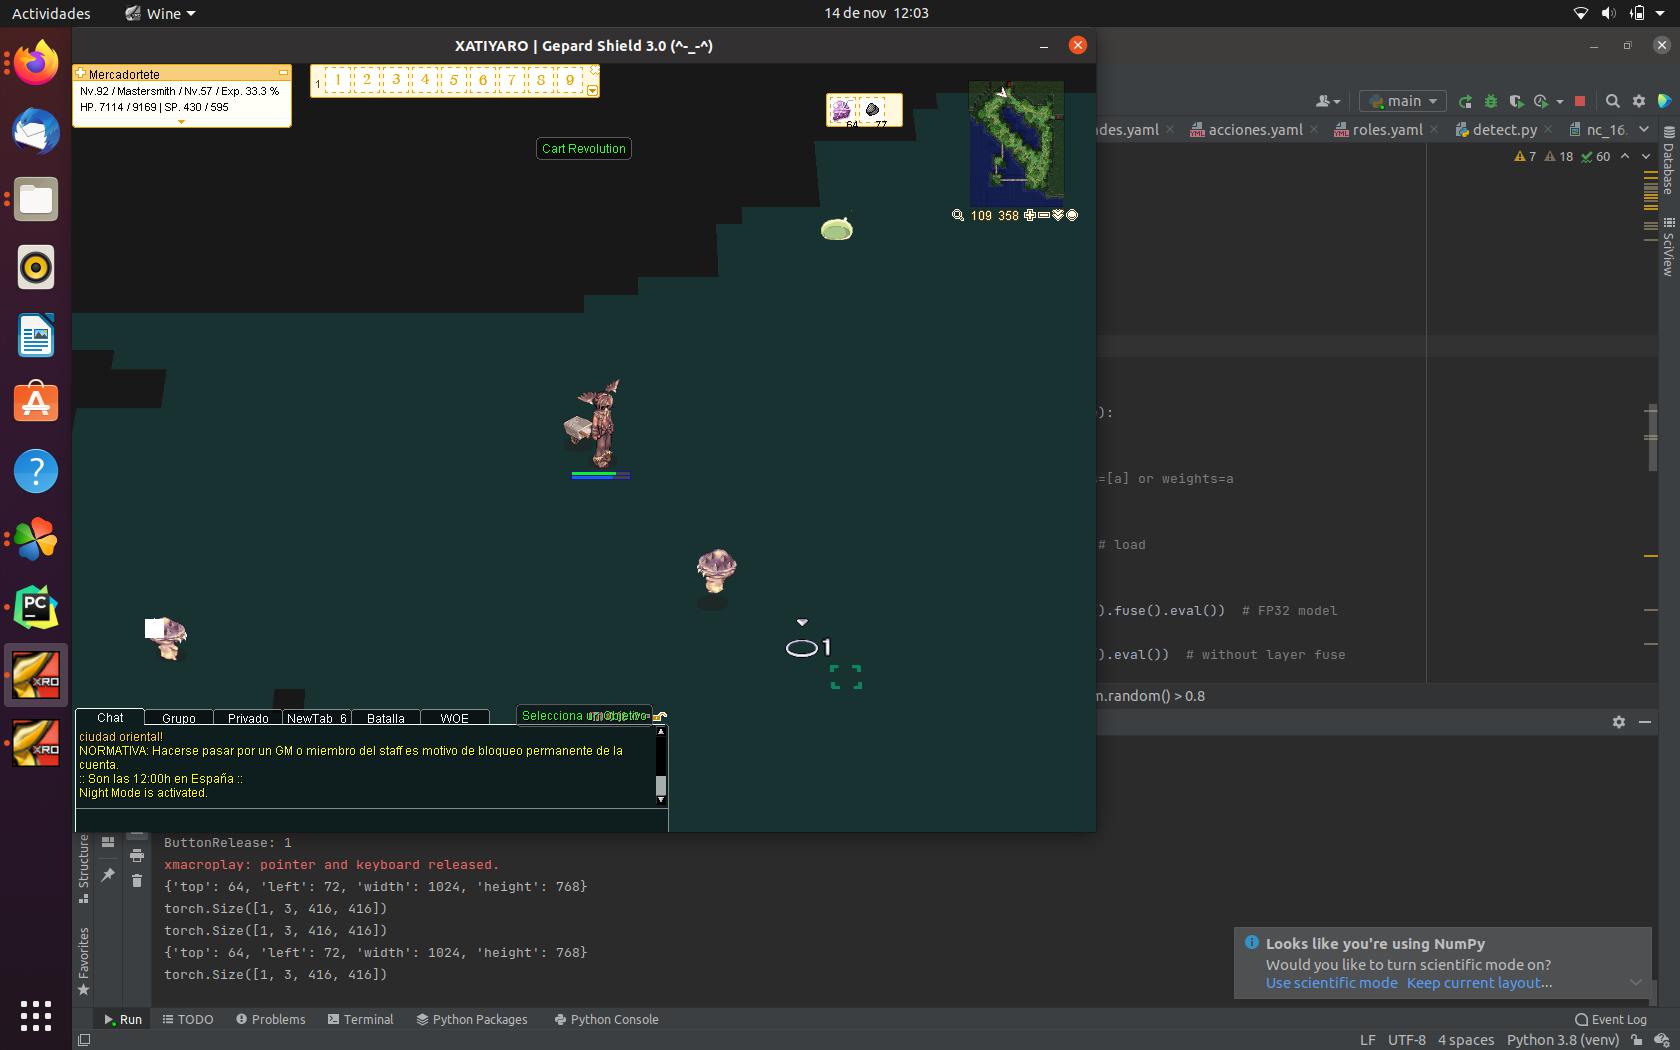 Actividades
Wine
14 de nov 12:03
XATIYARO | Gepard Shield 3.0 (^-_-^)
Mercadortete
Nv.92 / Mastersmith / Nv.57 / Exp. 33.3 %
HP. 7114 / 9169 | SP. 430 / 595
1 1 2 3 4 5 6 7 8 9
64 77
Cart Revolution
109 358
main
des.yaml
acciones.yaml
roles.yaml
detect.py
nc_16.
7 18 60
Database
SciView
):
=[a] or weights=a
# load
).fuse().eval()) # FP32 model
).eval()) # without layer fuse
m.random() > 0.8
1
Chat
Grupo
Privado
NewTab 6
Batalla
WOE
Selecciona un Objetivo
ciudad oriental!
NORMATIVA: Hacerse pasar por un GM o miembro del staff es motivo de bloqueo permanente de la
cuenta.
:: Son las 12:00h en España ::
Night Mode is activated.
PC
XRO
XRO
Structure
Favorites
ButtonRelease: 1
xmacroplay: pointer and keyboard released.
{'top': 64, 'left': 72, 'width': 1024, 'height': 768}
torch.Size([1, 3, 416, 416])
torch.Size([1, 3, 416, 416])
{'top': 64, 'left': 72, 'width': 1024, 'height': 768}
torch.Size([1, 3, 416, 416])
Looks like you're using NumPy
Would you like to turn scientific mode on?
Use scientific mode Keep current layout...
Run
TODO
Problems
Terminal
Python Packages
Python Console
Event Log
LF UTF-8 4 spaces Python 3.8 (venv)